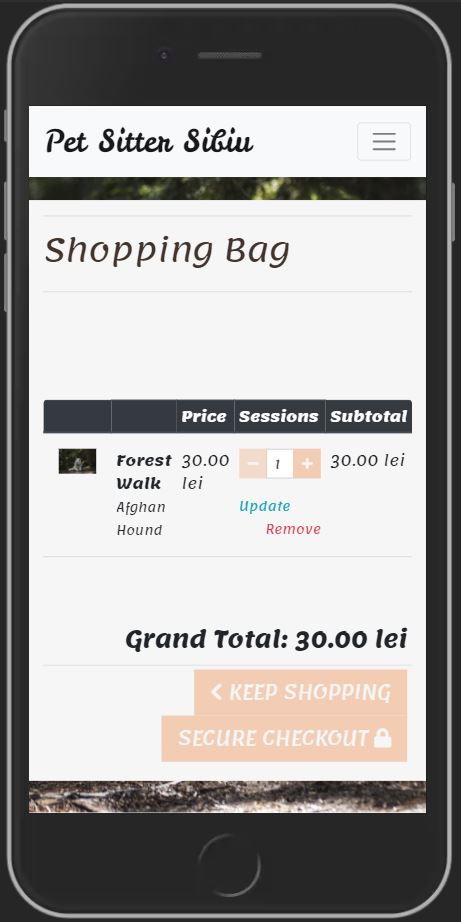 Pet Sitter Sibiu
Shopping Bag
Price Sessions Subtotal
Forest 30.00 − 1 + 30.00 lei
Walk lei
Afghan Update
Hound Remove
Grand Total: 30.00 lei
KEEP SHOPPING
SECURE CHECKOUT